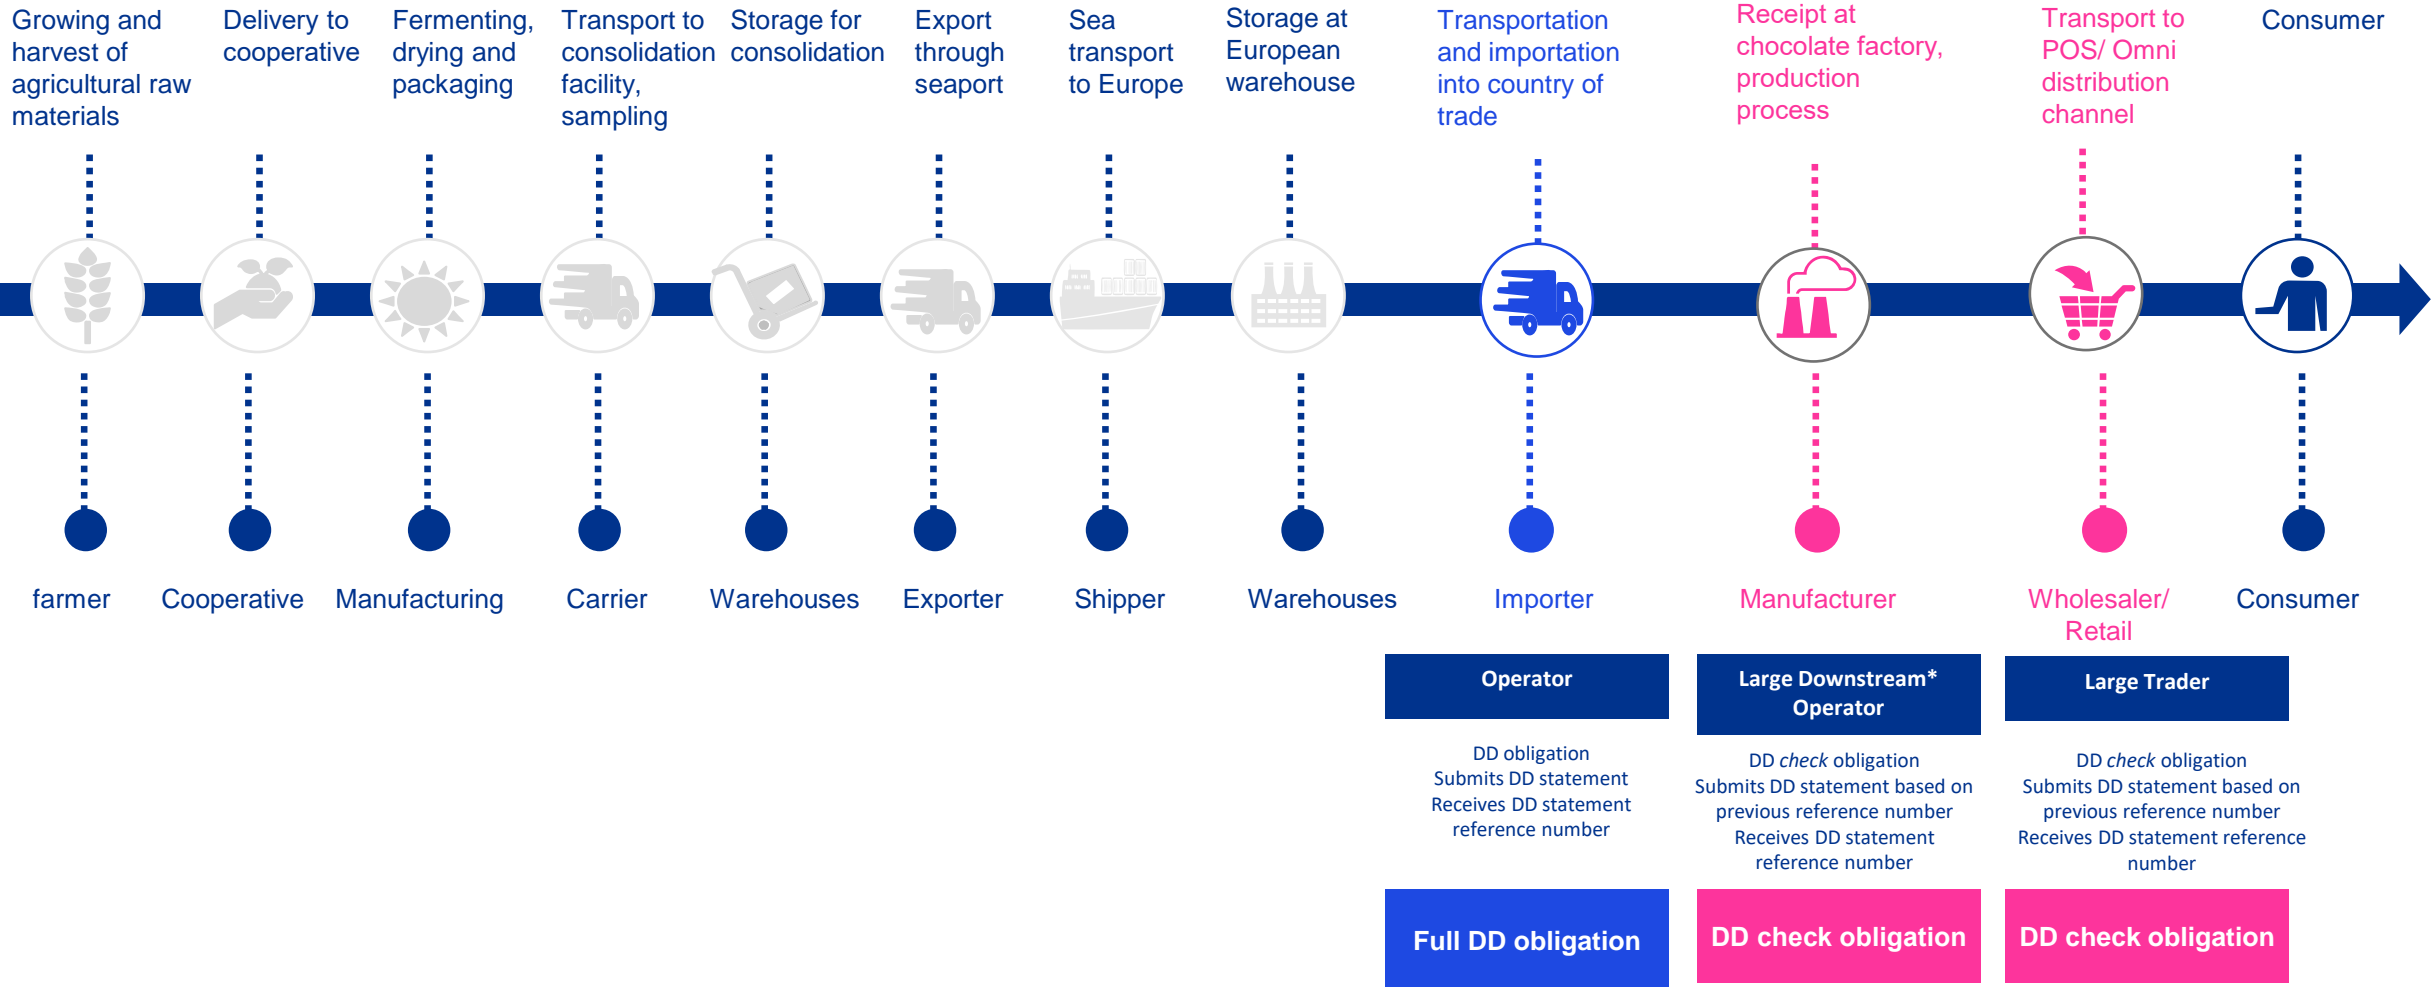 Growing and
harvest of
agricultural raw
materials
Delivery to
cooperative
Fermenting,
drying and
packaging
Transport to
consolidation
facility,
sampling
Storage for
consolidation
Export
through
seaport
Sea
transport
to Europe
Storage at
European
warehouse
Transportation
and importation
into country of
trade
Receipt at
chocolate factory,
production
process
Transport to
POS/ Omni
distribution
channel
Consumer
farmer
Cooperative
Manufacturing
Carrier
Warehouses
Exporter
Shipper
Warehouses
Importer
Manufacturer
Wholesaler/
Retail
Consumer
Operator
DD obligation
Submits DD statement
Receives DD statement
reference number
Full DD obligation
Large Downstream*
Operator
DD check obligation
Submits DD statement based on
previous reference number
Receives DD statement
reference number
DD check obligation
Large Trader
DD check obligation
Submits DD statement based on
previous reference number
Receives DD statement reference
number
DD check obligation